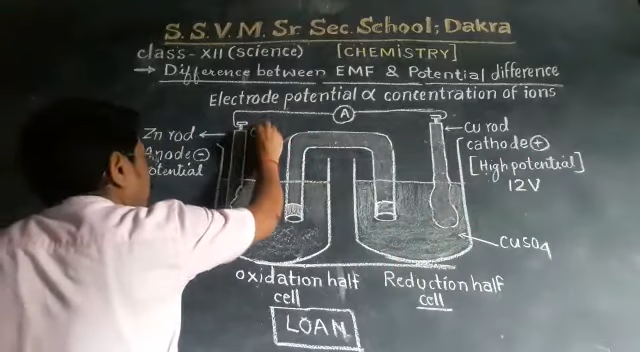 S.S.V.M. Sr. Sec. School; Dakra
class-XII (science) [CHEMISTRY]
→ Difference between EMF & Potential difference
Electrode potential α concentration of ions
A
Zn rod
Anode ⊖
potential
Cu rod
cathode ⊕
[High potential]
12V
CuSO4
oxidation half
cell
Reduction half
cell
LOAN